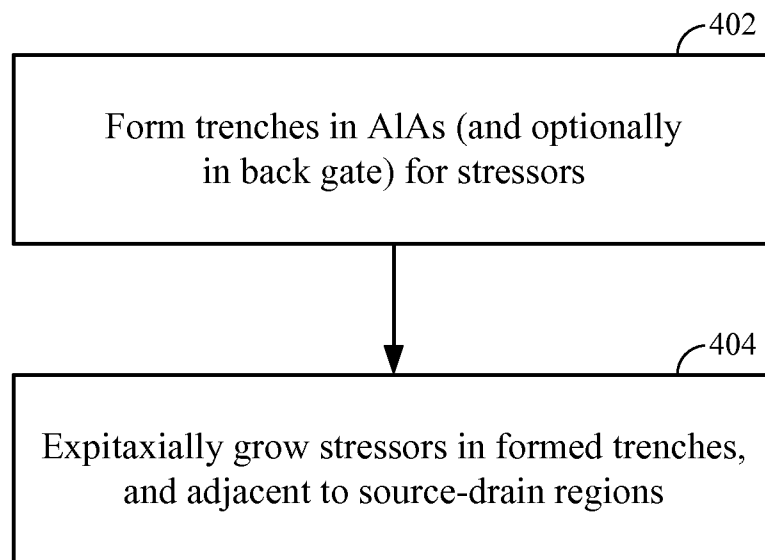 402
Form trenches in AlAs (and optionally
in back gate) for stressors
404
Expitaxially grow stressors in formed trenches,
and adjacent to source-drain regions